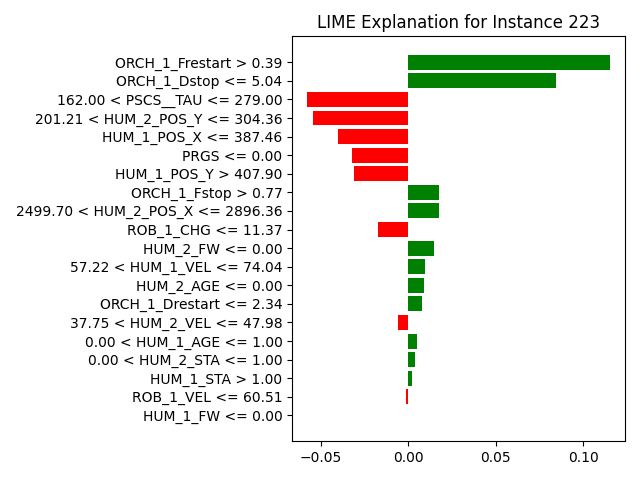 LIME Explanation for Instance 223
ORCH_1_Frestart > 0.39
ORCH_1_Dstop <= 5.04
162.00 < PSCS__TAU <= 279.00
201.21 < HUM_2_POS_Y <= 304.36
HUM_1_POS_X <= 387.46
PRGS <= 0.00
HUM_1_POS_Y > 407.90
ORCH_1_Fstop > 0.77
2499.70 < HUM_2_POS_X <= 2896.36
ROB_1_CHG <= 11.37
HUM_2_FW <= 0.00
57.22 < HUM_1_VEL <= 74.04
HUM_2_AGE <= 0.00
ORCH_1_Drestart <= 2.34
37.75 < HUM_2_VEL <= 47.98
0.00 < HUM_1_AGE <= 1.00
0.00 < HUM_2_STA <= 1.00
HUM_1_STA > 1.00
ROB_1_VEL <= 60.51
HUM_1_FW <= 0.00
−0.05 0.00 0.05 0.10